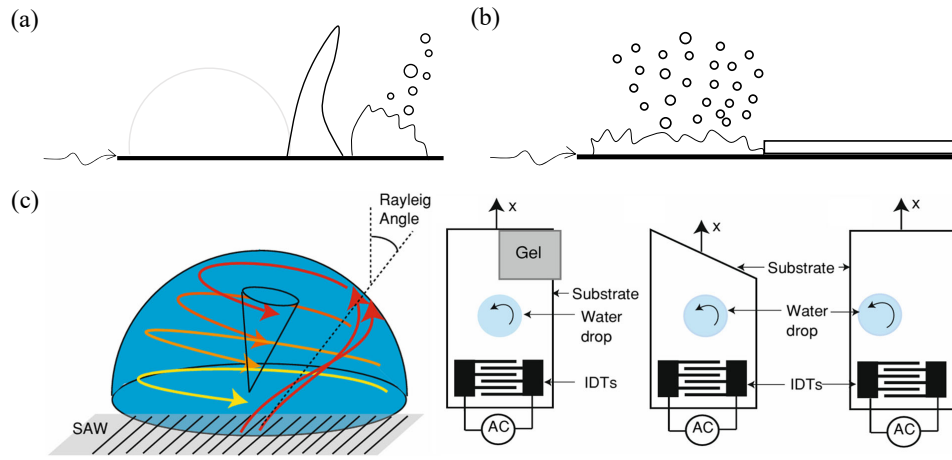 (a)
(b)
(c)
Rayleig
Angle
SAW
x
Gel
Substrate
Water
drop
IDTs
AC
x
Substrate
Water
drop
IDTs
AC
x
AC